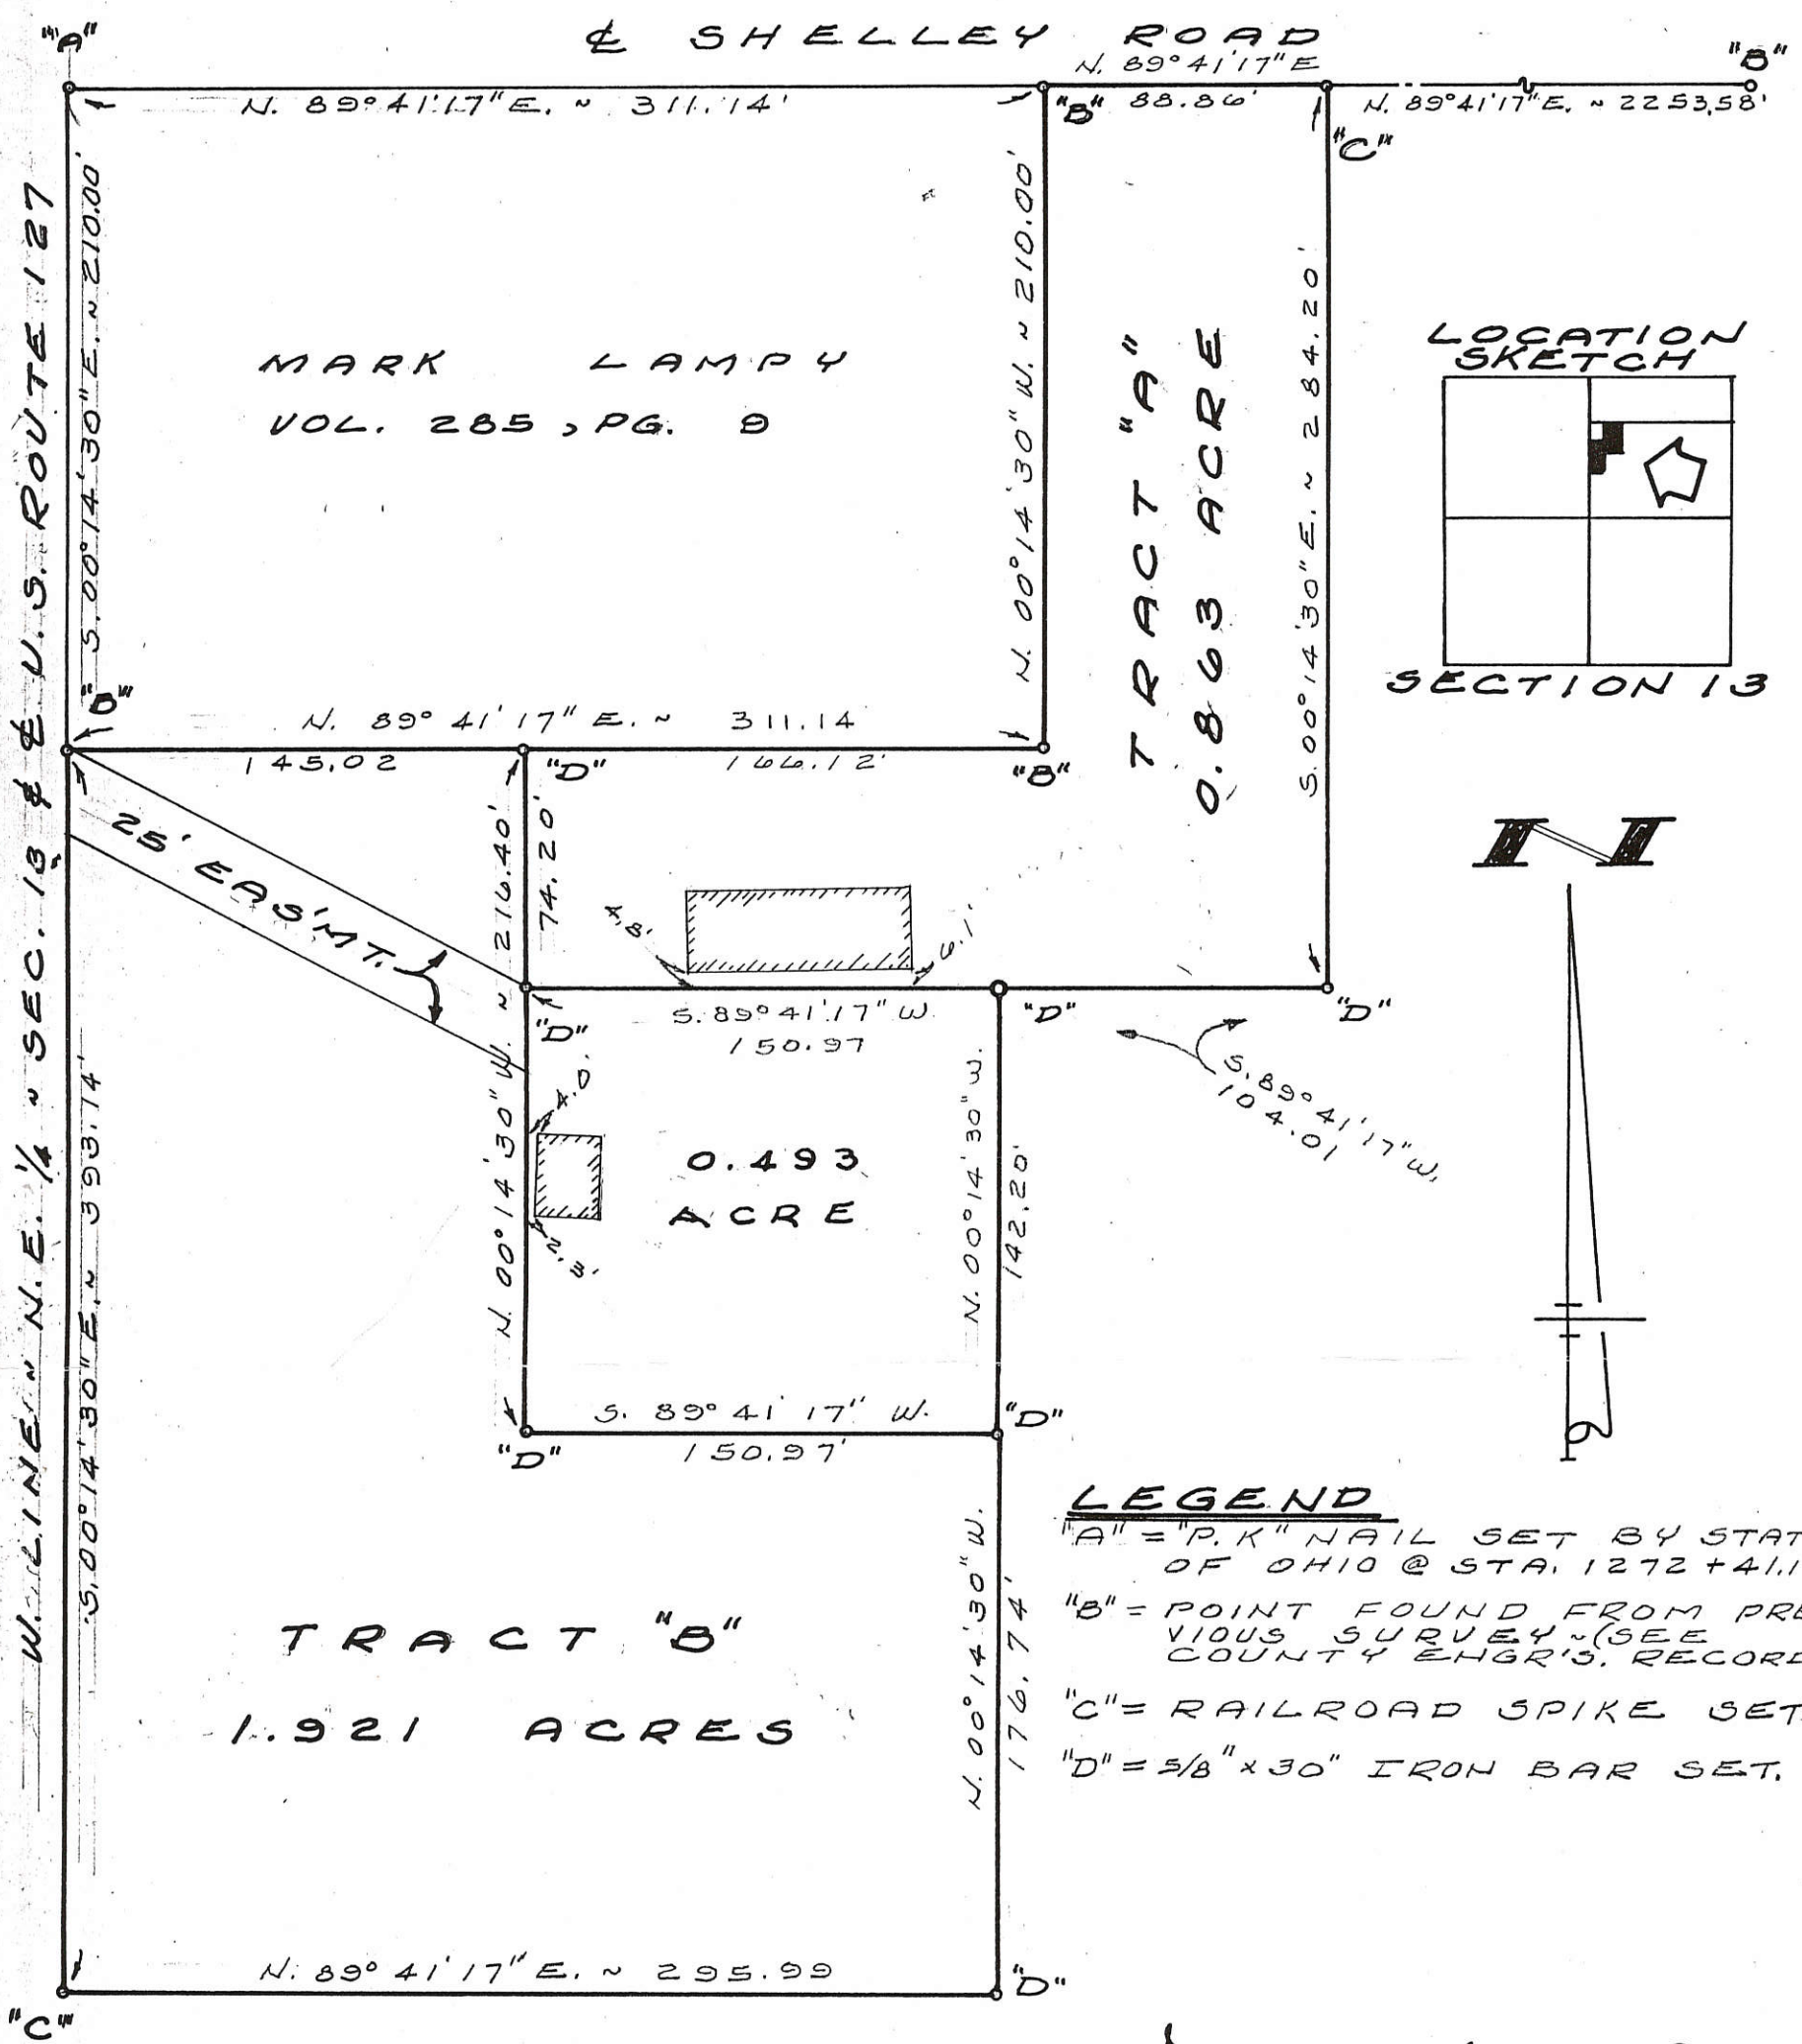 "A"
℄ SHELLEY ROAD
"B"
N. 89°41'17"E
N. 89°41'17"E. ~ 311.14'
"B"
88.86'
N. 89°41'17"E. ~ 2253.58'
"C"
W. LINE ~ N.E. 1/4 ~ SEC. 13 & ℄ U.S. ROUTE 127
S. 00°14'30"E. ~ 210.00'
MARK LAMPY
VOL. 285, PG. 9
N. 00°14'30"W. ~ 210.00'
TRACT "A"
0.863 ACRE
S. 00°14'30"E. ~ 284.20'
LOCATION
SKETCH
SECTION 13
"B"
N. 89°41'17"E. ~ 311.14
145.02
"D"
166.12'
"B"
25' EAS'MT.
N. 00°14'30"W. ~ 216.40'
74.20'
4.8'
6.1'
N
"D"
S. 89°41'17"W.
150.97
"D"
"D"
S. 89°41'17"W.
104.01
S. 00°14'30"E. ~ 393.14'
4.0'
2.3'
0.493
ACRE
N. 00°14'30"W.
142.20'
S. 89°41'17"W.
"D"
"D"
150.97'
TRACT "B"
1.921 ACRES
N. 00°14'30"W.
176.74'
LEGEND
"A" = "P.K" NAIL SET BY STAT
OF OHIO @ STA. 1272+41.1
"B" = POINT FOUND FROM PRE
VIOUS SURVEY ~ (SEE
COUNTY ENGR'S. RECORD
"C" = RAILROAD SPIKE SET.
"D" = 5/8" x 30" IRON BAR SET.
N. 89°41'17"E. ~ 295.99
"D"
"C"